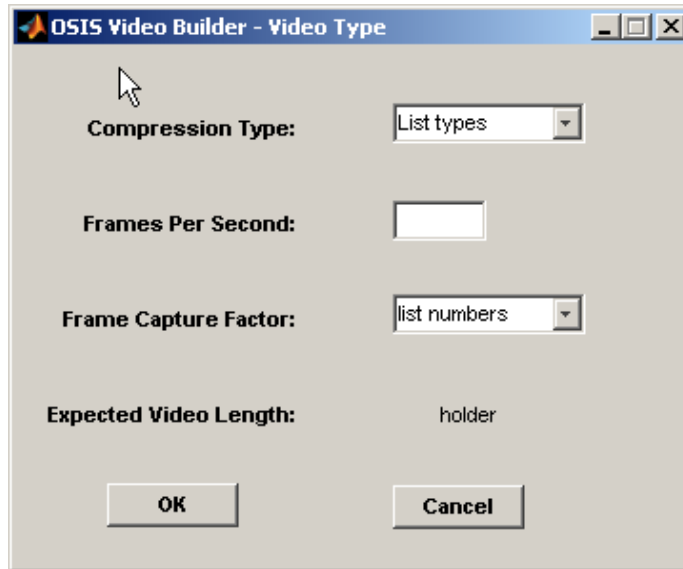 OSIS Video Builder - Video Type
Compression Type: List types
Frames Per Second:
Frame Capture Factor: list numbers
Expected Video Length: holder
OK Cancel